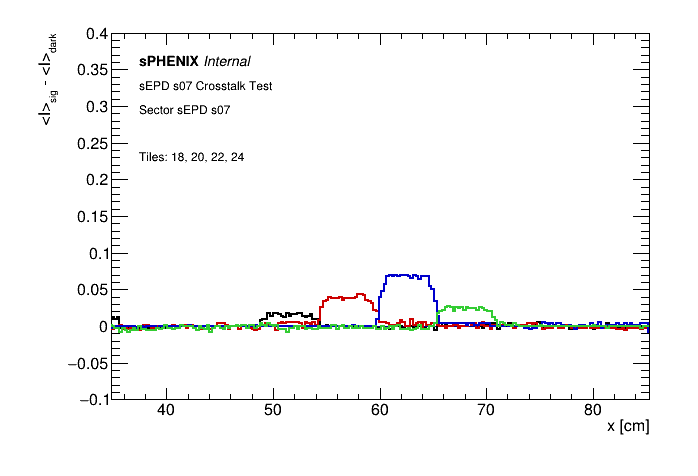 sPHENIX Internal
sEPD s07 Crosstalk Test
Sector sEPD s07
Tiles: 18, 20, 22, 24
<I>sig - <I>dark
0.4
0.35
0.3
0.25
0.2
0.15
0.1
0.05
0
−0.05
−0.1
40 50 60 70 80
x [cm]